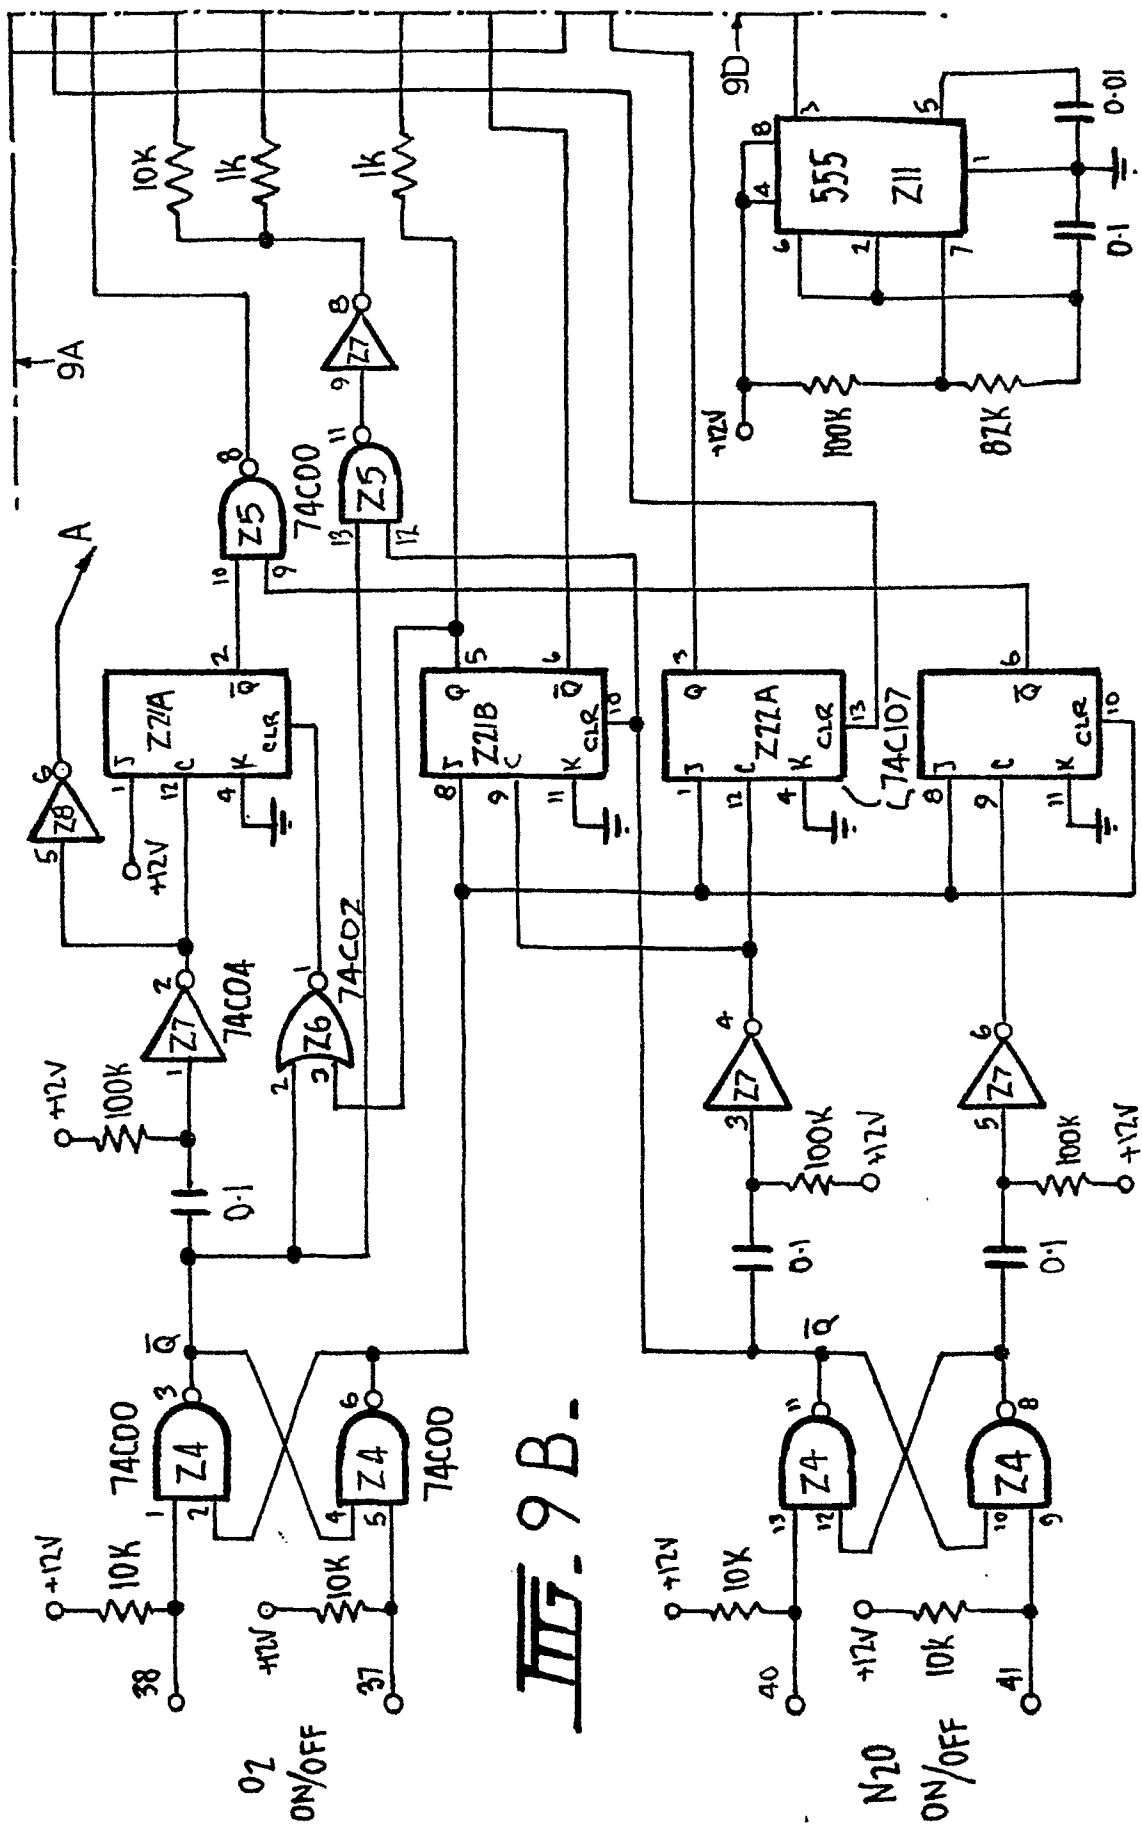 9A
10K
1K
1K
9D
8
3
4
555
Z11
6
2
7
5
1
0.01
0.1
+12V
100K
82K
A
8
Z5
74C00
10
9
8
Z7
9
11
Z5
13
12
6
Z8
5
2
Z21A
Q̅
J
C
K
CLR
1
12
4
+12V
5
6
Q
Q̅
Z21B
J
C
K
CLR
10
8
9
11
3
Q
Z22A
J
C
K
CLR
13
1
12
4
74C107
6
Q̅
J
C
K
CLR
10
8
9
11
2
Z7
74C04
1
+12V
100K
0.1
1
Z6
74C02
2
3
4
Z7
3
100K
+12V
0.1
6
Z7
5
100K
+12V
0.1
Q̅
3
74C00
Z4
1
2
6
Z4
74C00
4
5
+12V
10K
38
+12V
10K
37
O2
ON/OFF
FIG. 9B.
Q̅
11
Z4
13
12
8
Z4
10
9
+12V
10K
40
+12V
10K
41
N2O
ON/OFF